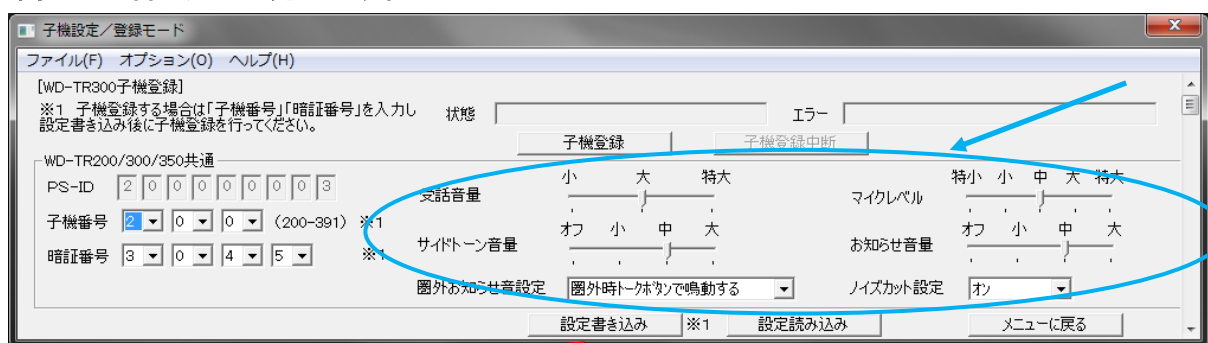 子機設定/登録モード
ファイル(F) オプション(O) ヘルプ(H)
[WD-TR300子機登録]
※1 子機登録する場合は「子機番号」「暗証番号」を入力し
設定書き込み後に子機登録を行ってください。
状態 エラー
子機登録 子機登録中断
WD-TR200/300/350共通
PS-ID 2 0 0 0 0 0 0 0 3
子機番号 2 0 0 (200-391) ※1
暗証番号 3 0 4 5 ※1
受話音量 小 大 特大
マイクレベル 特小 小 中 大 特大
サイドトーン音量 オフ 小 中 大
お知らせ音量 オフ 小 中 大
圏外お知らせ音設定 圏外時トークボタンで鳴動する
ノイズカット設定 オン
設定書き込み ※1 設定読み込み メニューに戻る